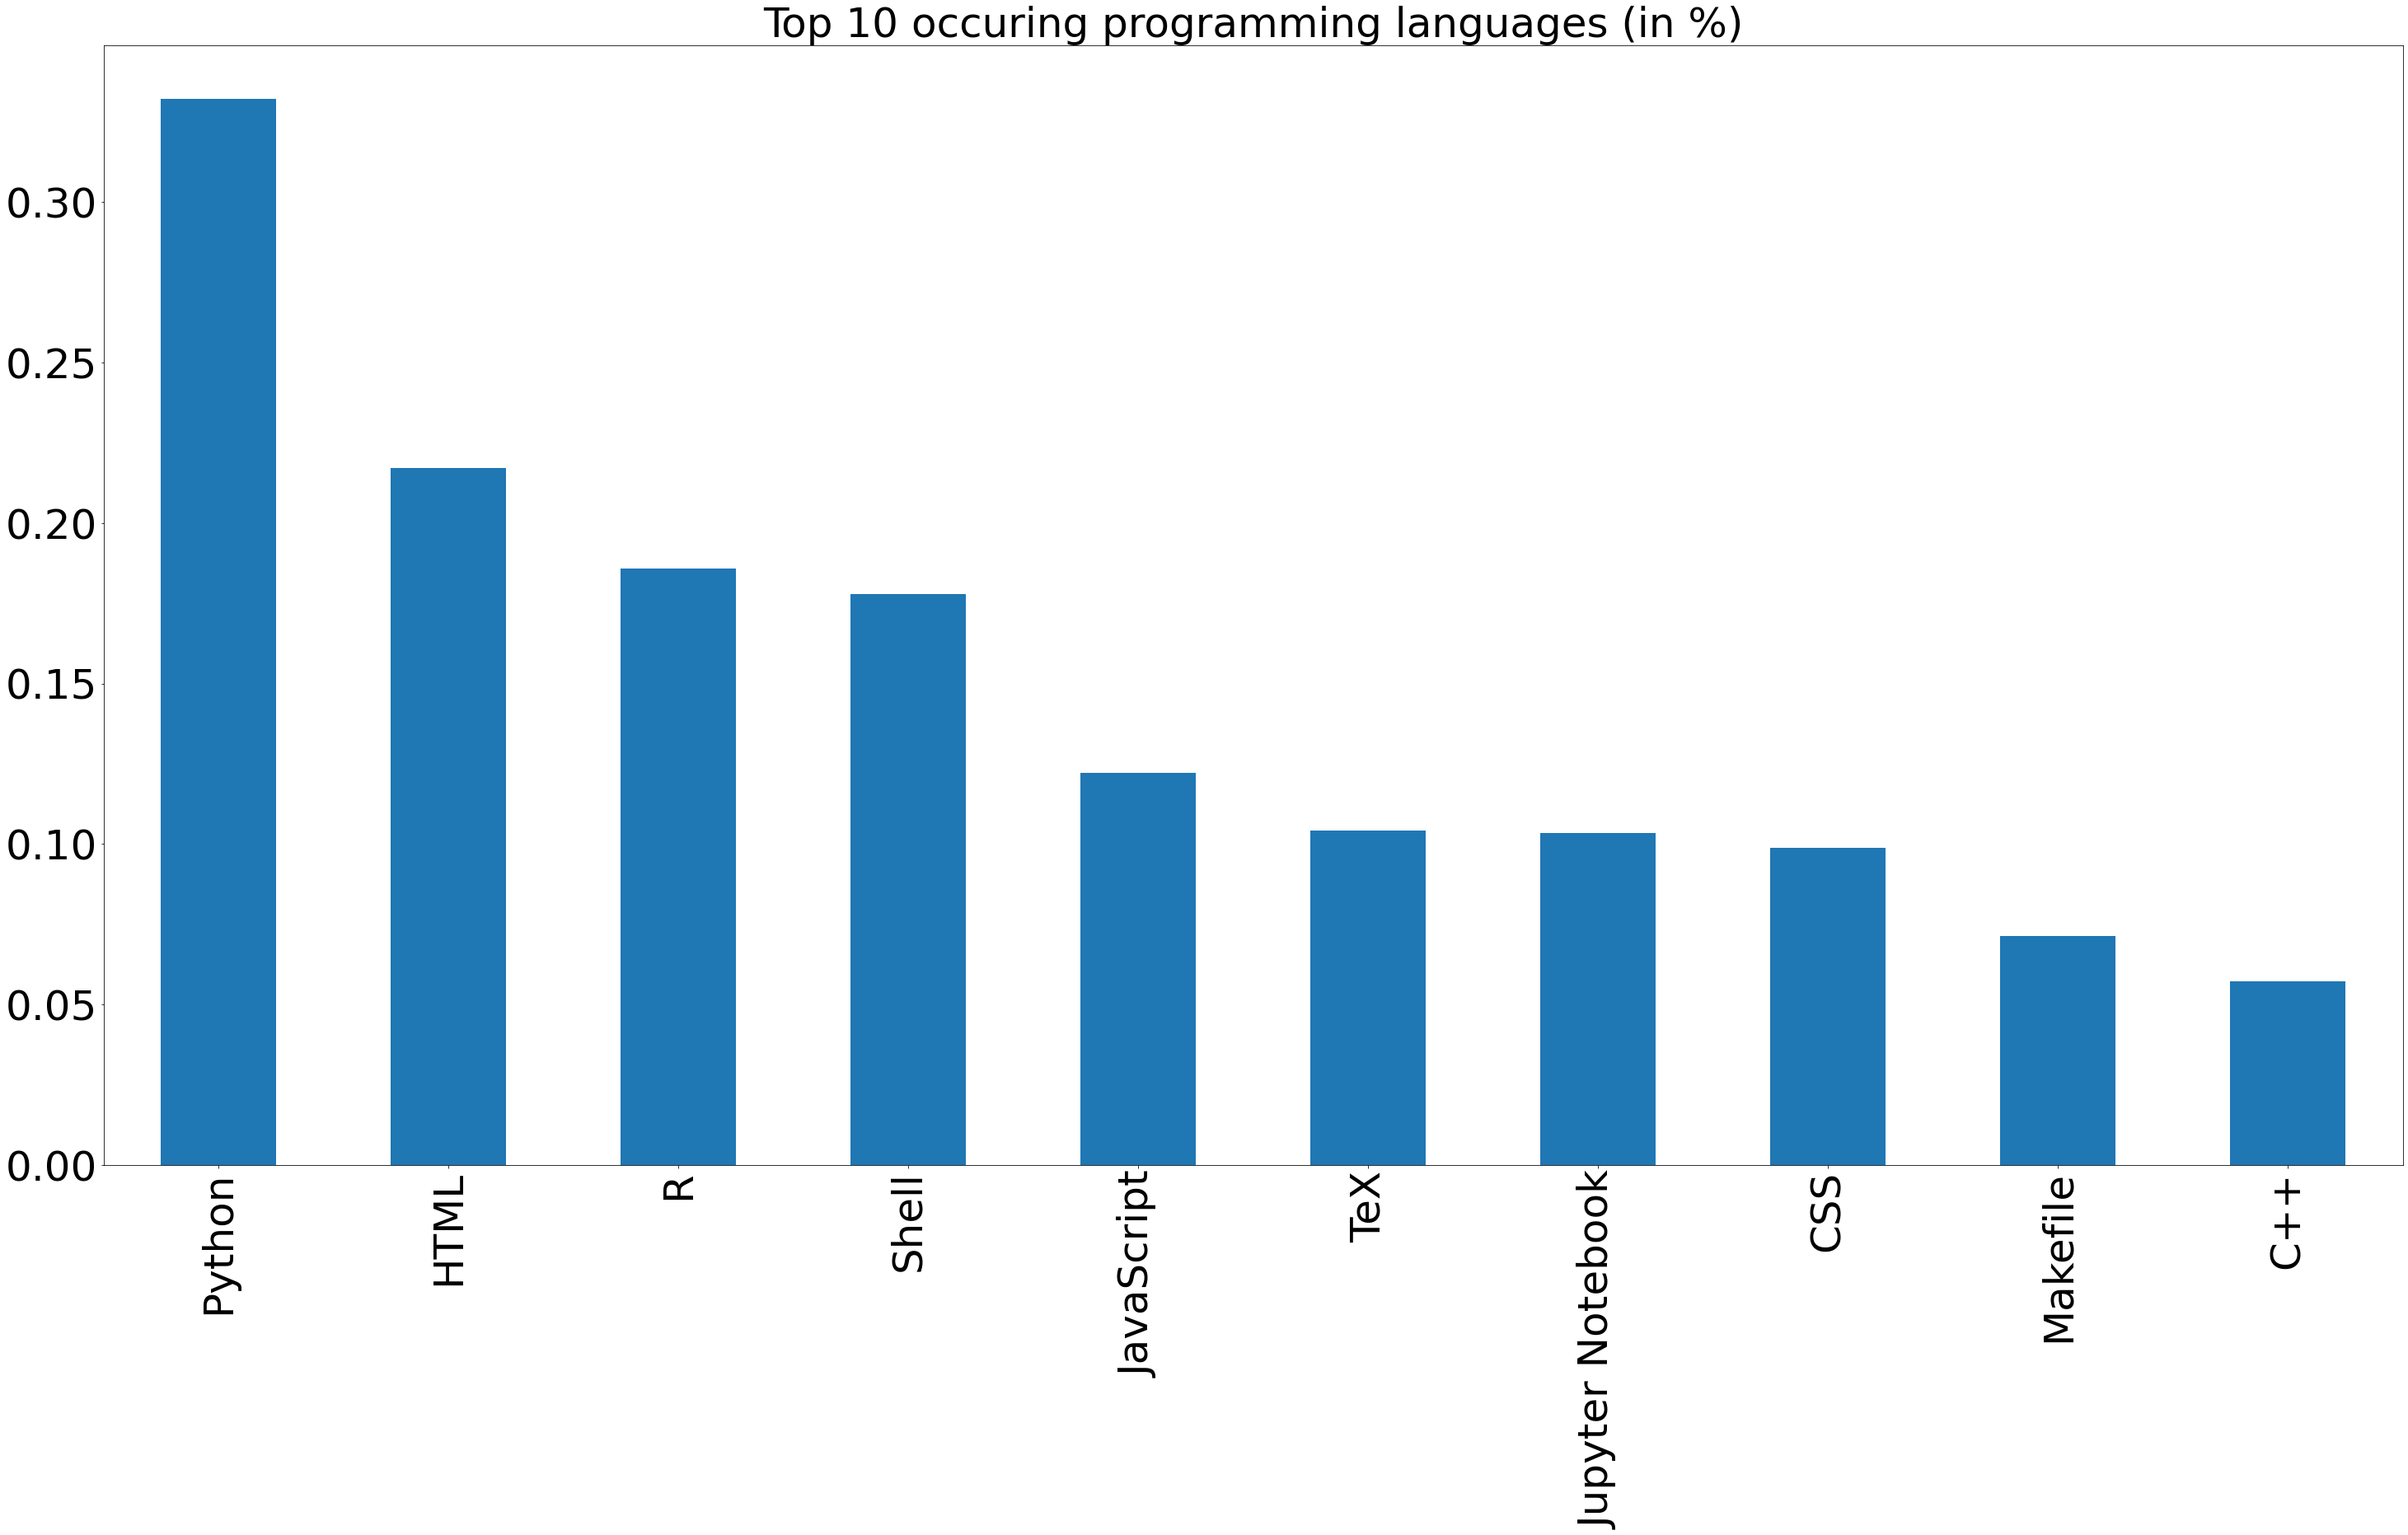 Top 10 occuring programming languages (in %)
0.30
0.25
0.20
0.15
0.10
0.05
0.00
Python
HTML
R
Shell
JavaScript
TeX
Jupyter Notebook
CSS
Makefile
C++